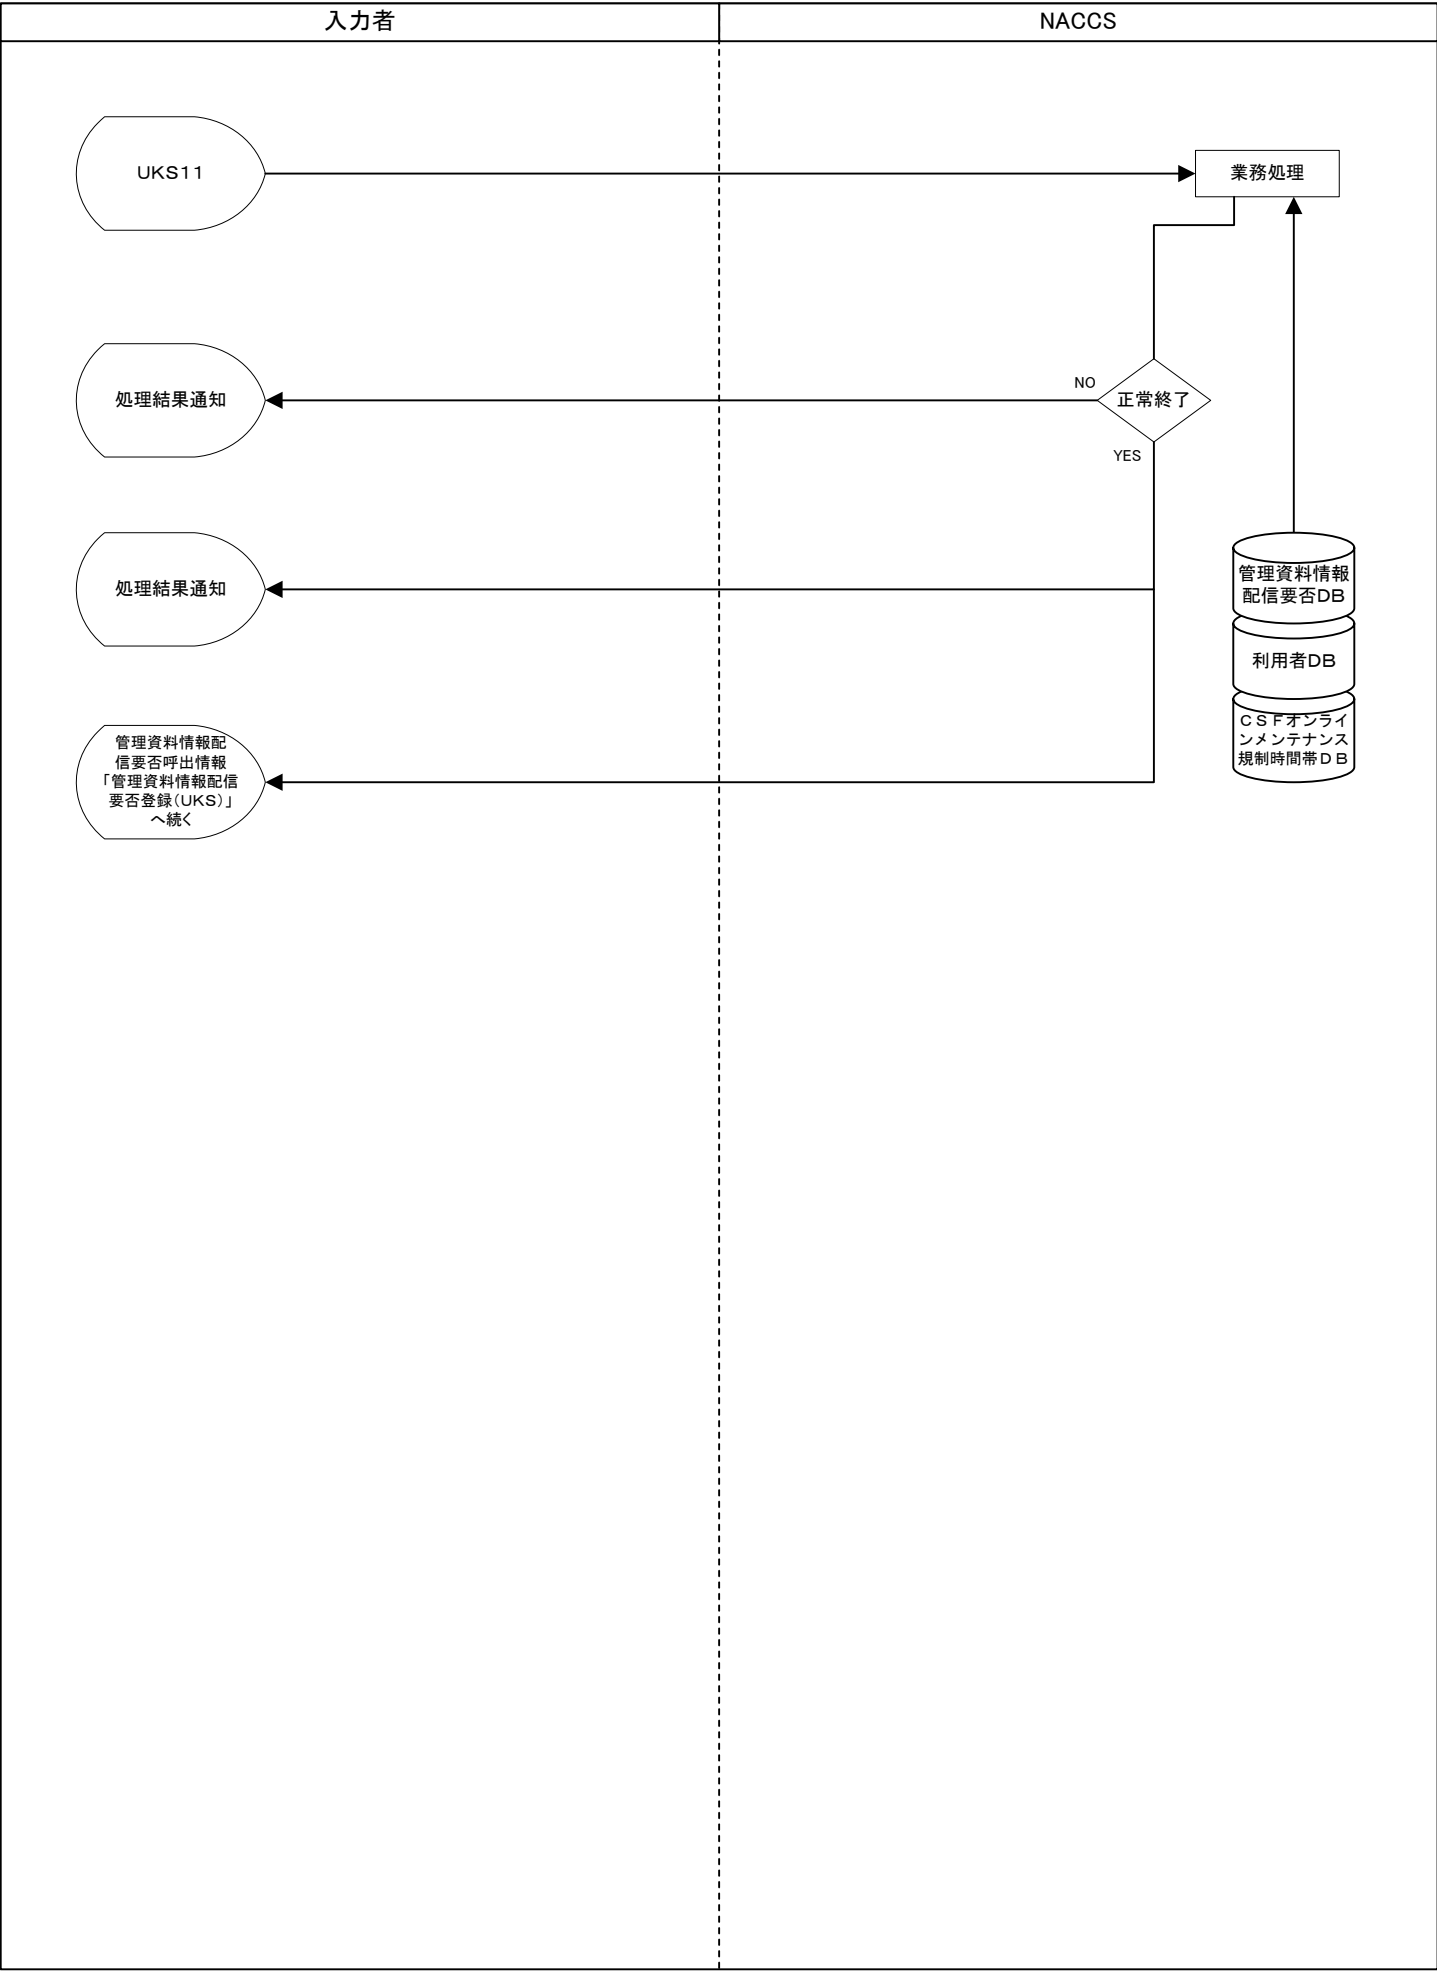 入力者
NACCS
UKS11
業務処理
処理結果通知
NO
正常終了
YES
処理結果通知
管理資料情報
配信要否DB
利用者DB
ＣＳＦオンライ
ンメンテナンス
規制時間帯ＤＢ
管理資料情報配
信要否呼出情報
「管理資料情報配信
要否登録（UKS）」
へ続く